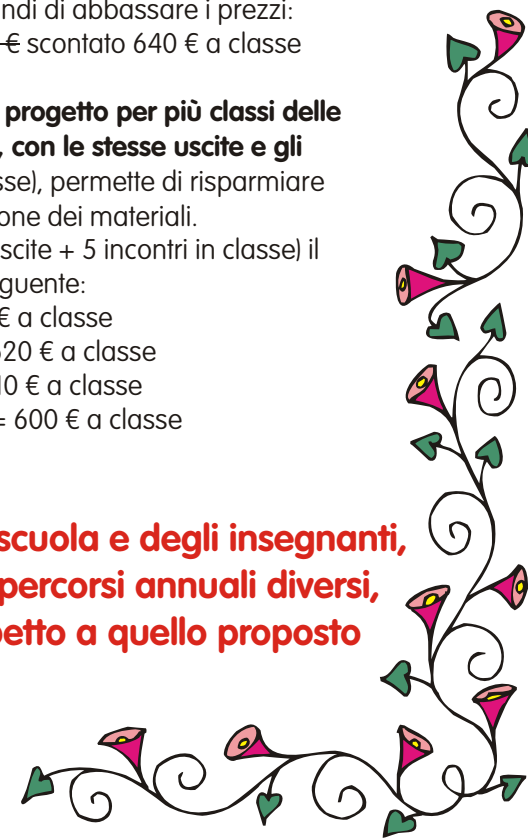 ndi di abbassare i prezzi:
€ scontato 640 € a classe
progetto per più classi delle
, con le stesse uscite e gli
sse), permette di risparmiare
one dei materiali.
scite + 5 incontri in classe) il
guente:
€ a classe
620 € a classe
10 € a classe
= 600 € a classe
scuola e degli insegnanti,
percorsi annuali diversi,
petto a quello proposto